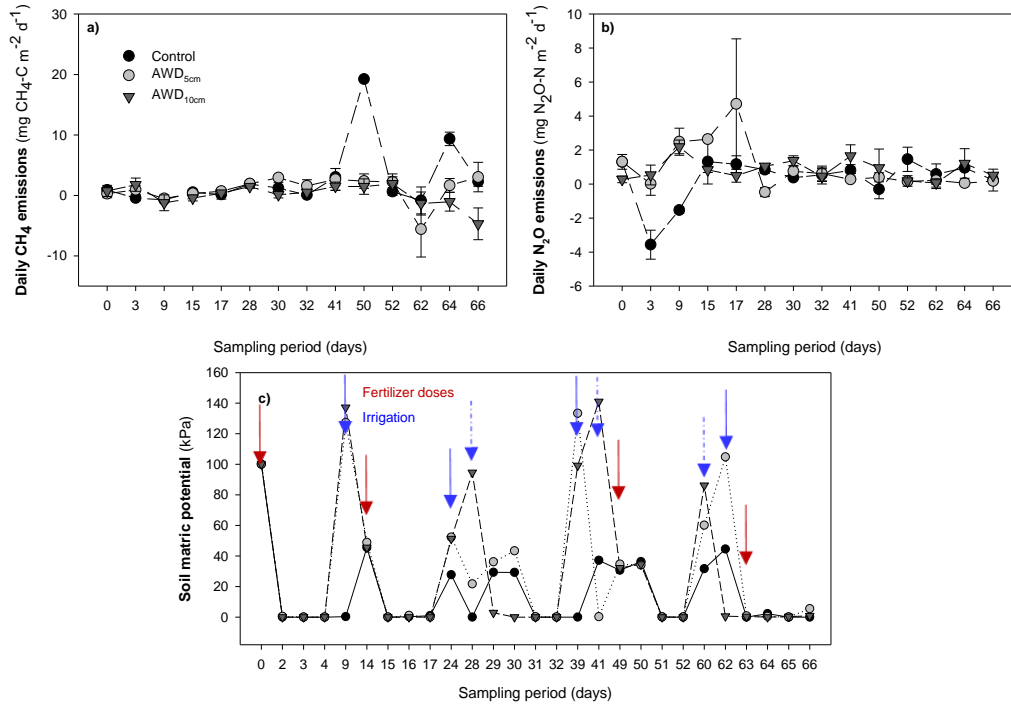 a)
Control
AWD5cm
AWD10cm
Daily CH4 emissions (mg CH4-C m-2 d-1)
30
20
10
0
-10
0 3 9 15 17 28 30 32 41 50 52 62 64 66
Sampling period (days)
b)
Daily N2O emissions (mg N2O-N m-2 d-1)
10
8
6
4
2
0
-2
-4
-6
0 3 9 15 17 28 30 32 41 50 52 62 64 66
Sampling period (days)
c)
Fertilizer doses
Irrigation
Soil matric potential (kPa)
160
140
120
100
80
60
40
20
0
0 2 3 4 9 14 15 16 17 24 28 29 30 31 32 39 41 49 50 51 52 60 62 63 64 65 66
Sampling period (days)